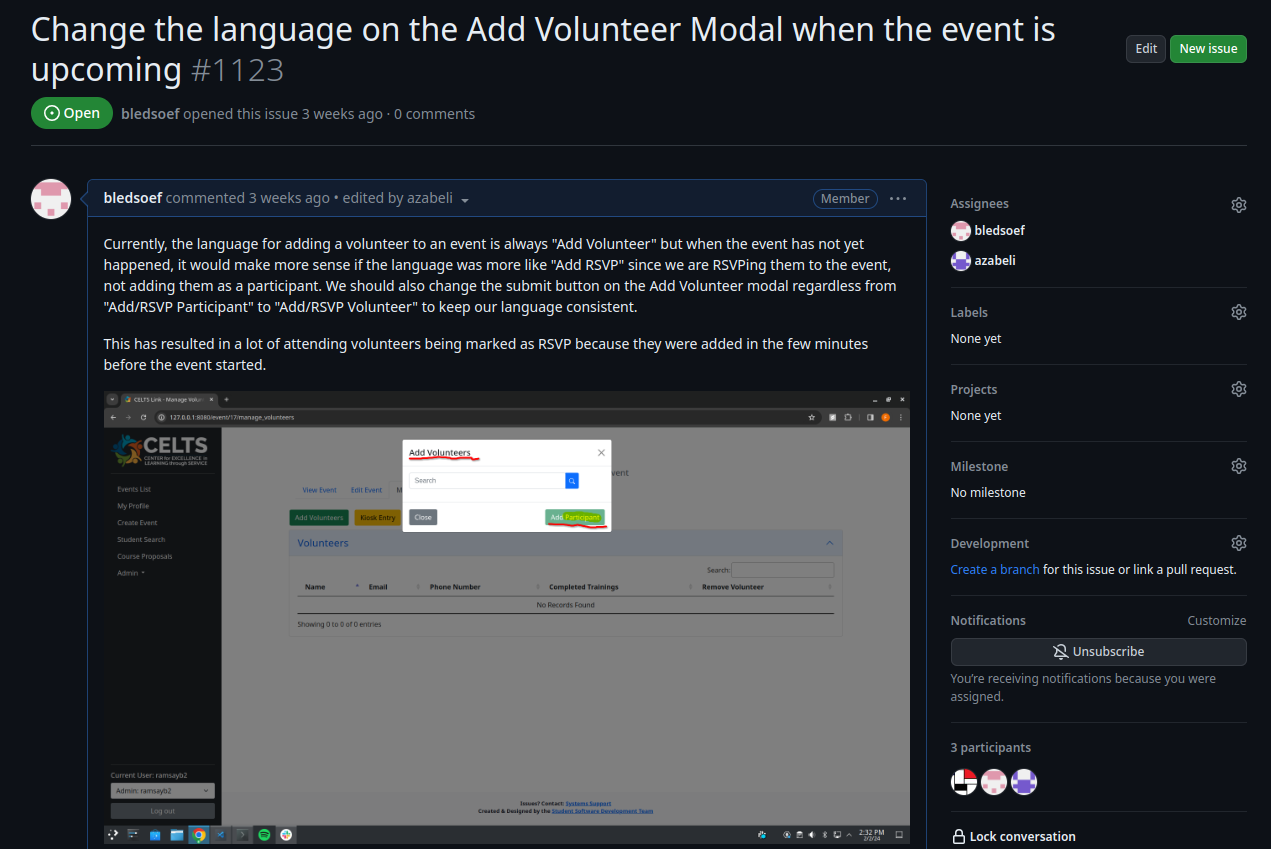 Change the language on the Add Volunteer Modal when the event is
upcoming #1123
Edit
New issue
Open
bledsoef opened this issue 3 weeks ago · 0 comments
bledsoef commented 3 weeks ago • edited by azabeli
Member
Currently, the language for adding a volunteer to an event is always "Add Volunteer" but when the event has not yet
happened, it would make more sense if the language was more like "Add RSVP" since we are RSVPing them to the event,
not adding them as a participant. We should also change the submit button on the Add Volunteer modal regardless from
"Add/RSVP Participant" to "Add/RSVP Volunteer" to keep our language consistent.
This has resulted in a lot of attending volunteers being marked as RSVP because they were added in the few minutes
before the event started.
CELTS Link - Manage Volun
127.0.0.1:8080/event/17/manage_volunteers
CELTS
CENTER for EXCELLENCE in
LEARNING through SERVICE
Events List
My Profile
Create Event
Student Search
Course Proposals
Admin
Current User: ramsayb2
Admin: ramsayb2
Log out
Add Volunteers
Search
Close
Add Participant
vent
View Event
Edit Event
M
Add Volunteers
Kiosk Entry
Volunteers
Search:
Name
Email
Phone Number
Completed Trainings
Remove Volunteer
No Records Found
Showing 0 to 0 of 0 entries
Issues? Contact: Systems Support
Created & Designed by the Student Software Development Team
2:32 PM
2/2/24
Assignees
bledsoef
azabeli
Labels
None yet
Projects
None yet
Milestone
No milestone
Development
Create a branch for this issue or link a pull request.
Notifications
Customize
Unsubscribe
You're receiving notifications because you were
assigned.
3 participants
Lock conversation